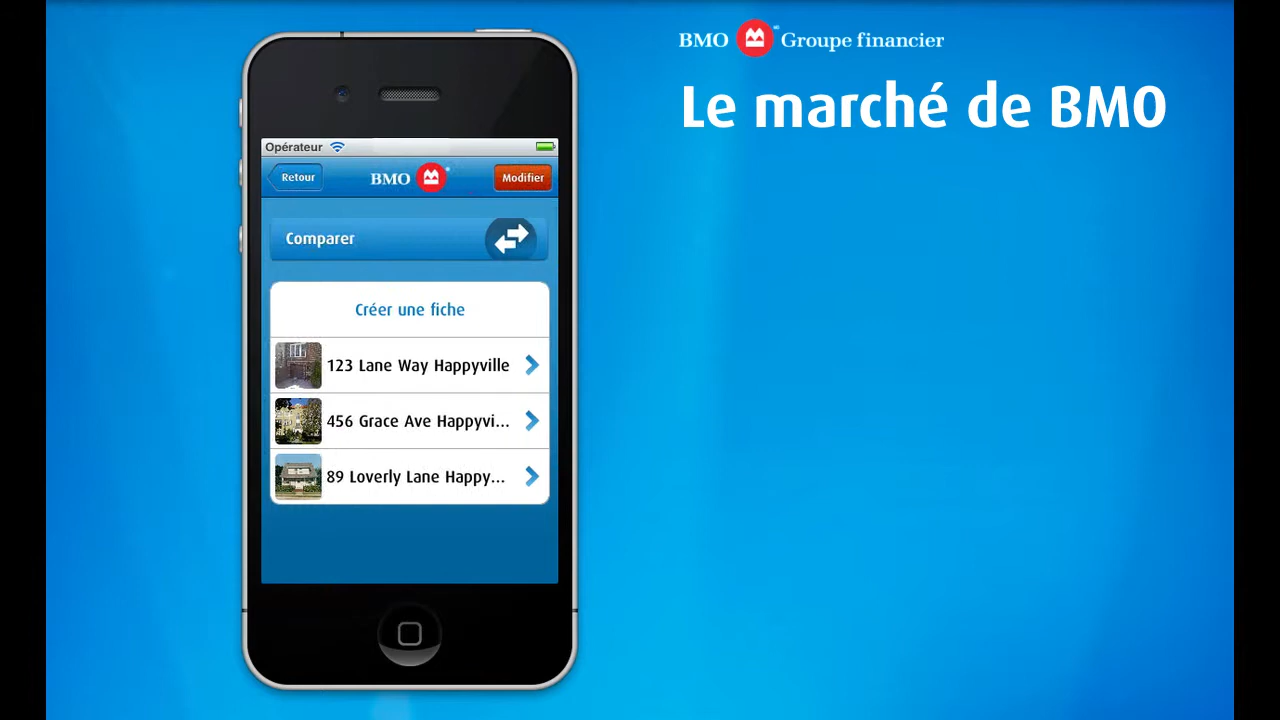 BMO Groupe financier
Le marché de BMO
Opérateur
Retour
BMO
Modifier
Comparer
Créer une fiche
123 Lane Way Happyville
456 Grace Ave Happyvi...
89 Loverly Lane Happy...